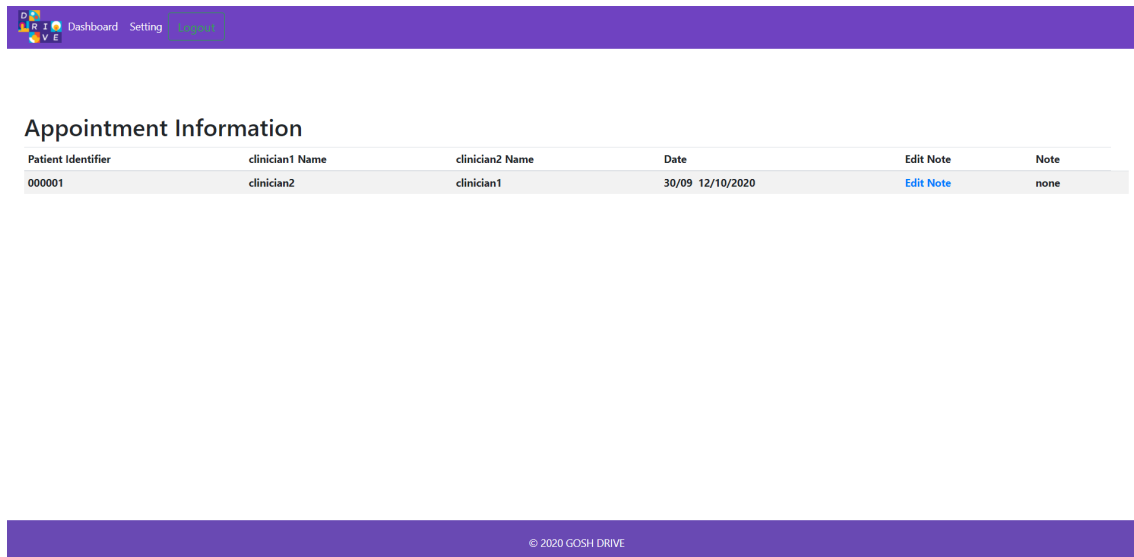 D
R I
V E
Dashboard Setting Logout
Appointment Information
Patient Identifier clinician1 Name clinician2 Name Date Edit Note Note
000001 clinician2 clinician1 30/09 12/10/2020 Edit Note none
© 2020 GOSH DRIVE